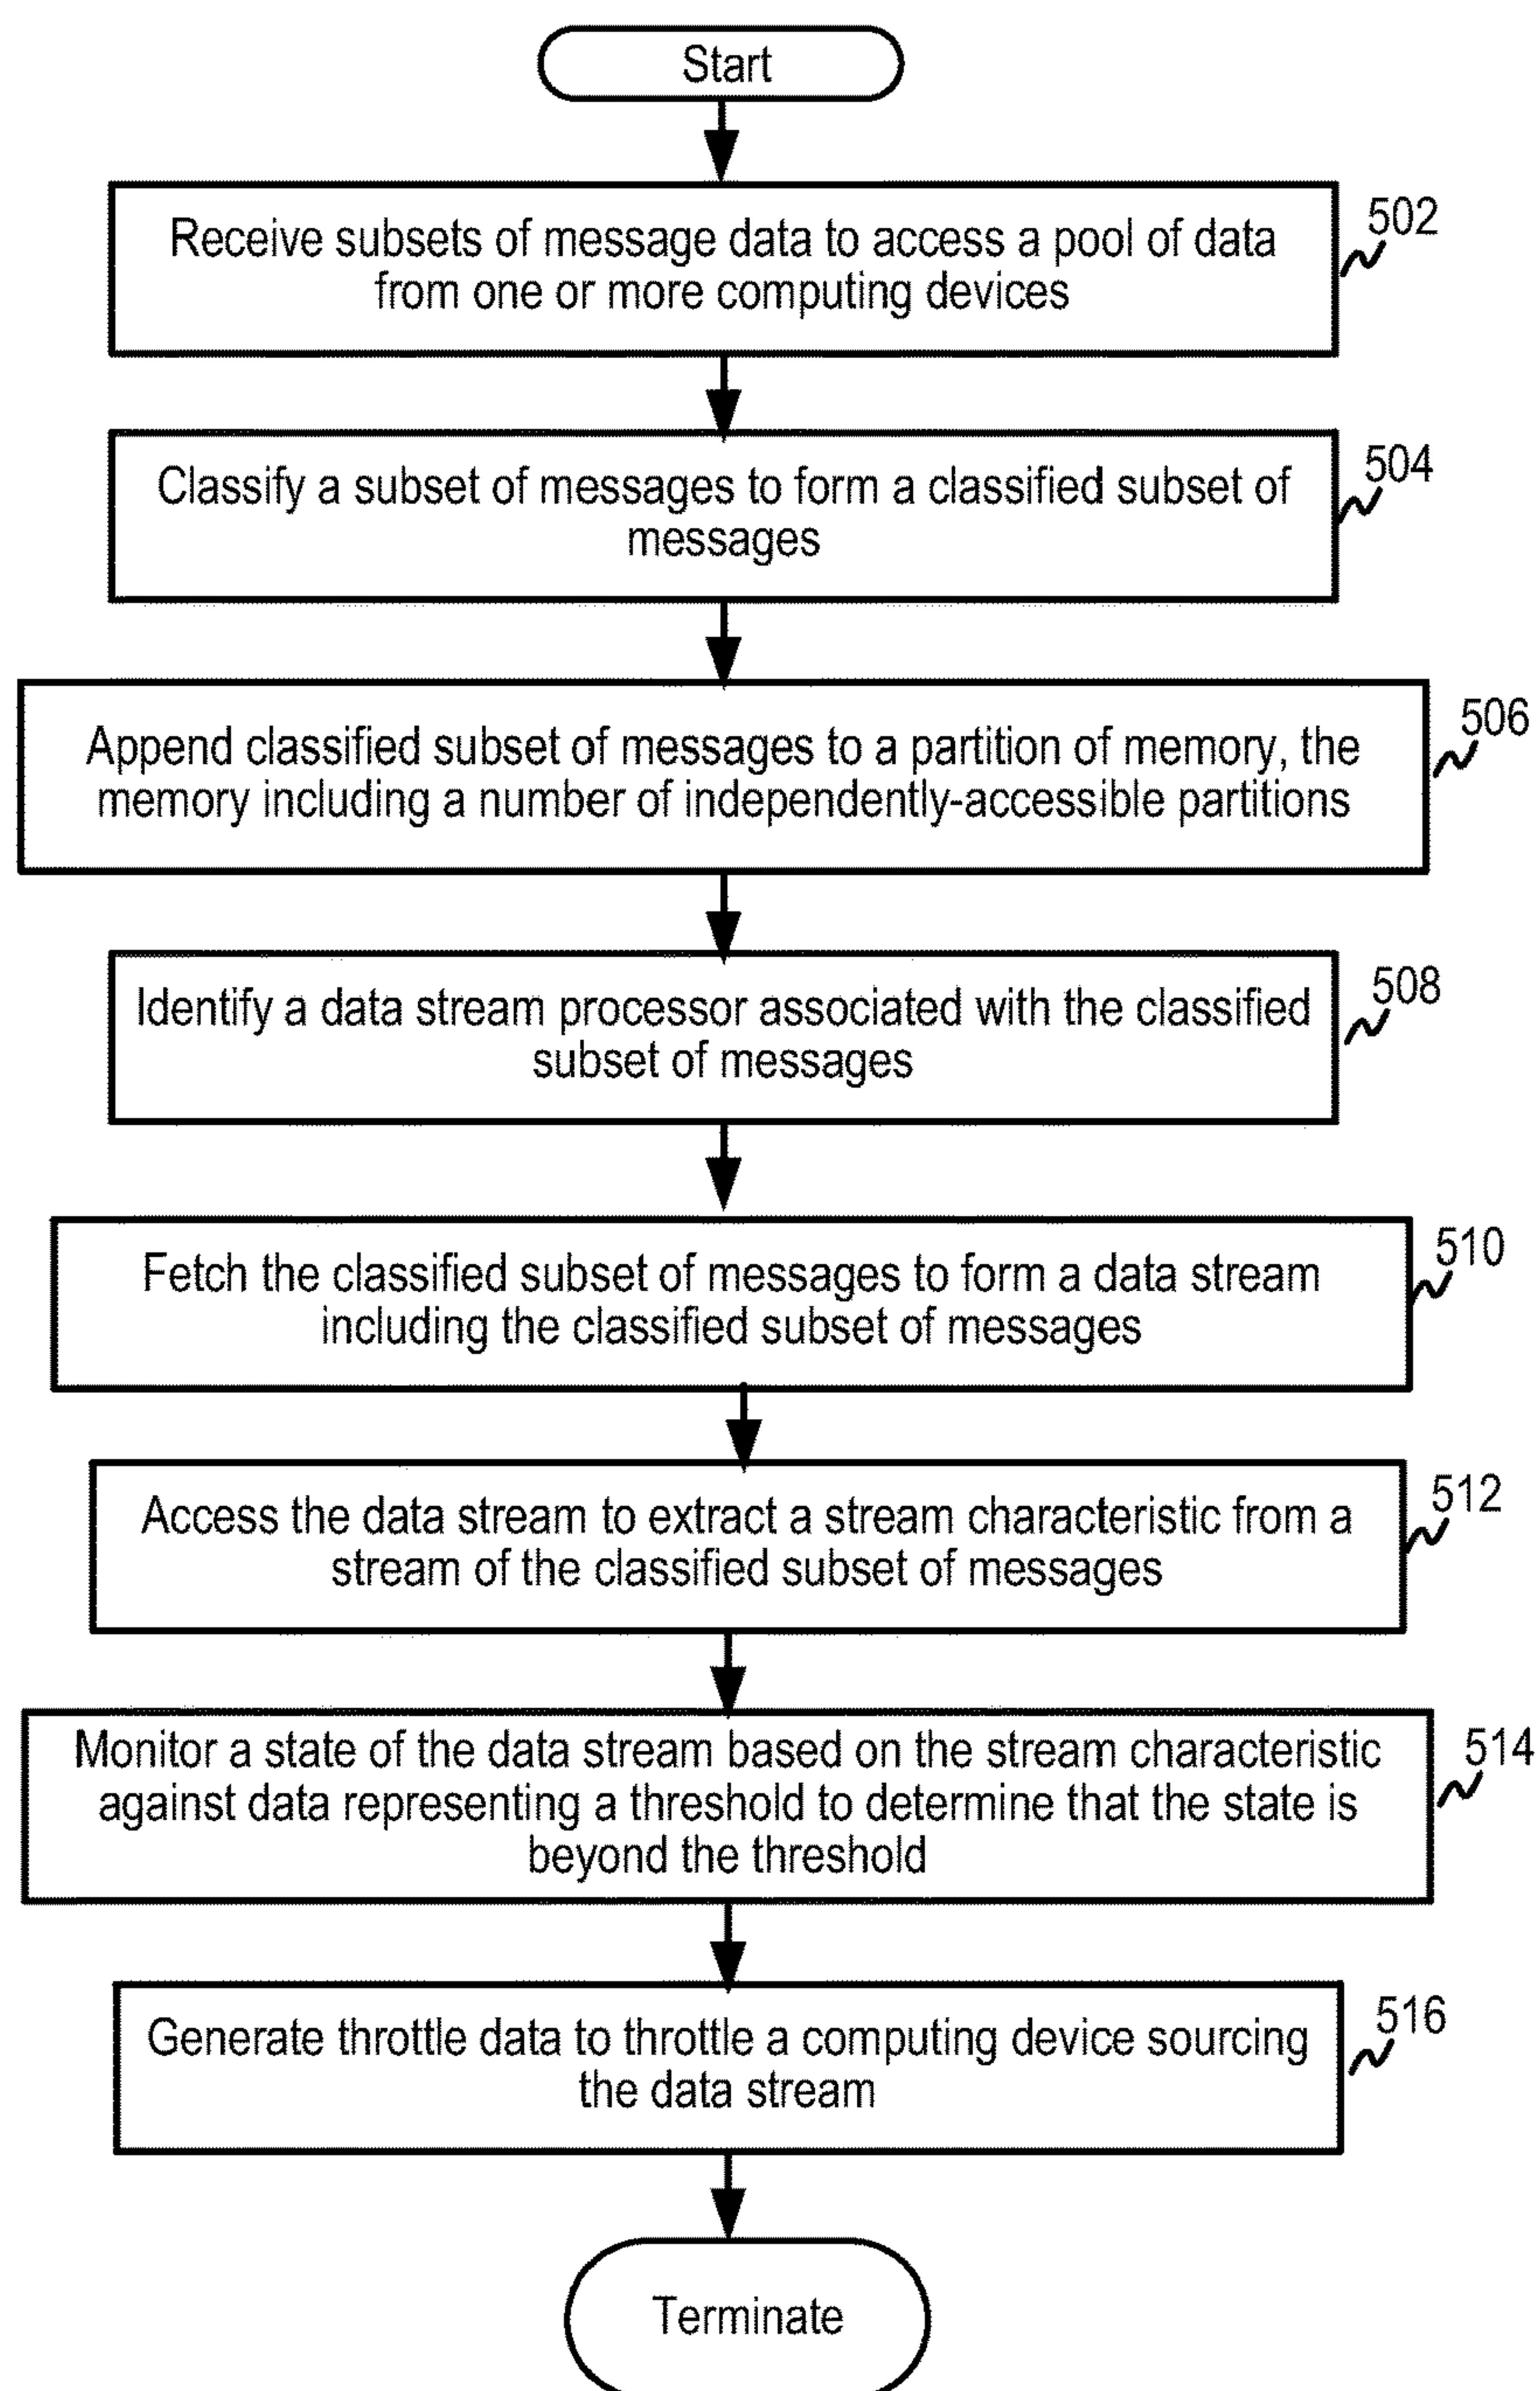 Start
Receive subsets of message data to access a pool of data
from one or more computing devices
502
Classify a subset of messages to form a classified subset of
messages
504
Append classified subset of messages to a partition of memory, the
memory including a number of independently-accessible partitions
506
Identify a data stream processor associated with the classified
subset of messages
508
Fetch the classified subset of messages to form a data stream
including the classified subset of messages
510
Access the data stream to extract a stream characteristic from a
stream of the classified subset of messages
512
Monitor a state of the data stream based on the stream characteristic
against data representing a threshold to determine that the state is
beyond the threshold
514
Generate throttle data to throttle a computing device sourcing
the data stream
516
Terminate